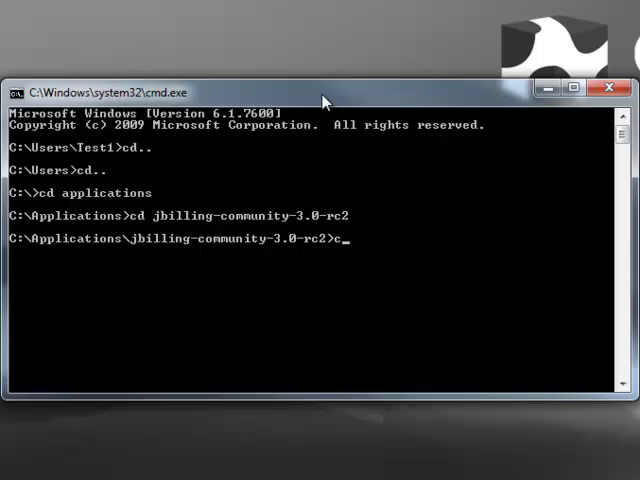 C:\Windows\system32\cmd.exe
Microsoft Windows [Version 6.1.7600]
Copyright (c) 2009 Microsoft Corporation.  All rights reserved.
C:\Users\Test1>cd..
C:\Users>cd..
C:\>cd applications
C:\Applications>cd jbilling-community-3.0-rc2
C:\Applications\jbilling-community-3.0-rc2>c_